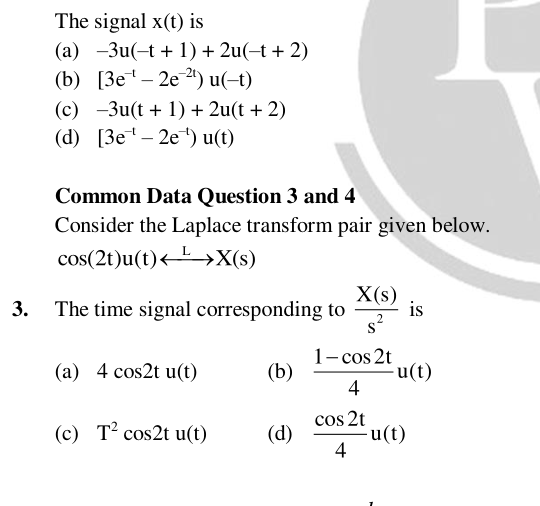 The signal x(t) is
(a) –3u(–t + 1) + 2u(–t + 2)
(b) [3e⁻ᵗ – 2e⁻²ᵗ) u(–t)
(c) –3u(t + 1) + 2u(t + 2)
(d) [3e⁻ᵗ – 2e⁻ᵗ) u(t)
Common Data Question 3 and 4
Consider the Laplace transform pair given below.
cos(2t)u(t) ←L→ X(s)
3. The time signal corresponding to X(s)/s² is
(a) 4 cos2t u(t) (b) (1–cos 2t)/4 u(t)
(c) T² cos2t u(t) (d) (cos 2t)/4 u(t)